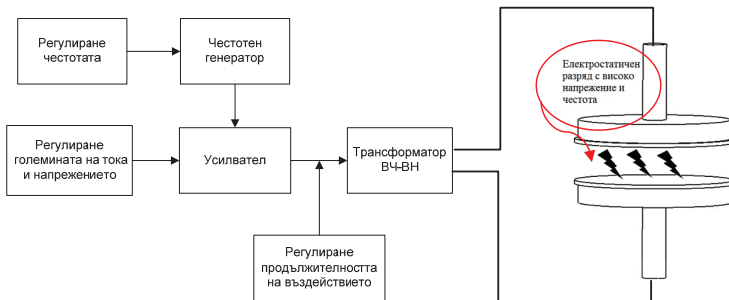 Регулиране
честотата
Честотен
генератор
Електростатичен
разряд с високо
напрежение и
честота
Регулиране
големината на тока
и напрежението
Усилвател
Трансформатор
ВЧ-ВН
Регулиране
продължителността
на въздействието